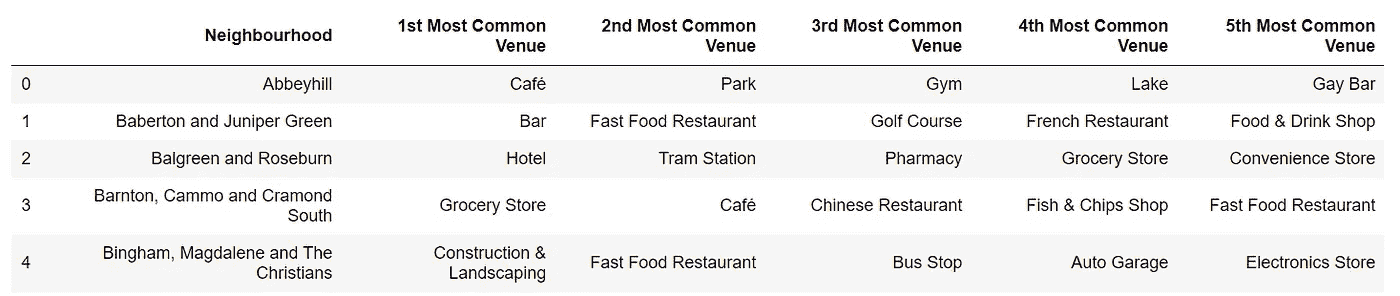 Neighbourhood 1st Most Common Venue 2nd Most Common Venue 3rd Most Common Venue 4th Most Common Venue 5th Most Common Venue
0 Abbeyhill Café Park Gym Lake Gay Bar
1 Baberton and Juniper Green Bar Fast Food Restaurant Golf Course French Restaurant Food & Drink Shop
2 Balgreen and Roseburn Hotel Tram Station Pharmacy Grocery Store Convenience Store
3 Barnton, Cammo and Cramond South Grocery Store Café Chinese Restaurant Fish & Chips Shop Fast Food Restaurant
4 Bingham, Magdalene and The Christians Construction & Landscaping Fast Food Restaurant Bus Stop Auto Garage Electronics Store